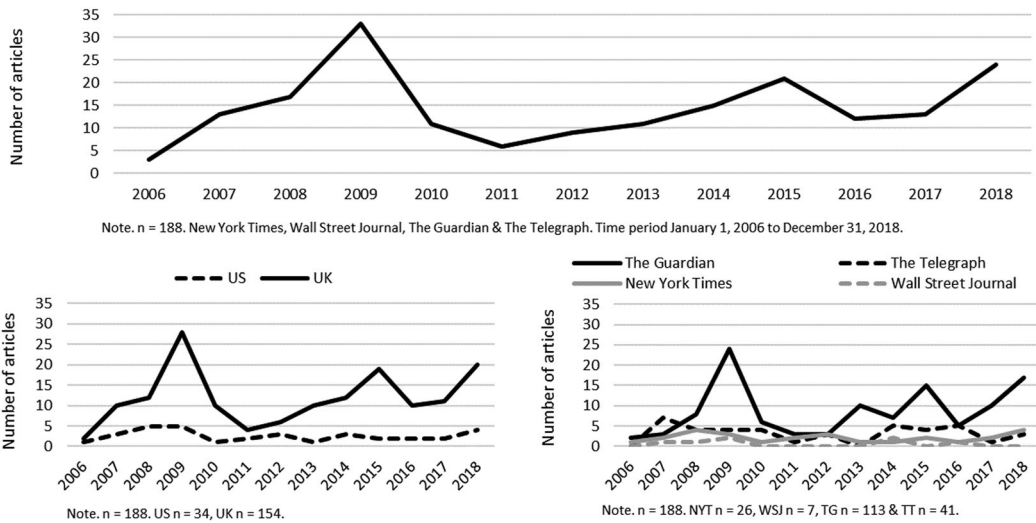 Number of articles
35
30
25
20
15
10
5
0
2006 2007 2008 2009 2010 2011 2012 2013 2014 2015 2016 2017 2018
Note. n = 188. New York Times, Wall Street Journal, The Guardian & The Telegraph. Time period January 1, 2006 to December 31, 2018.
US UK
Number of articles
35
30
25
20
15
10
5
0
2006 2007 2008 2009 2010 2011 2012 2013 2014 2015 2016 2017 2018
Note. n = 188. US n = 34, UK n = 154.
The Guardian The Telegraph
New York Times Wall Street Journal
Number of articles
35
30
25
20
15
10
5
0
2006 2007 2008 2009 2010 2011 2012 2013 2014 2015 2016 2017 2018
Note. n = 188. NYT n = 26, WSJ n = 7, TG n = 113 & TT n = 41.